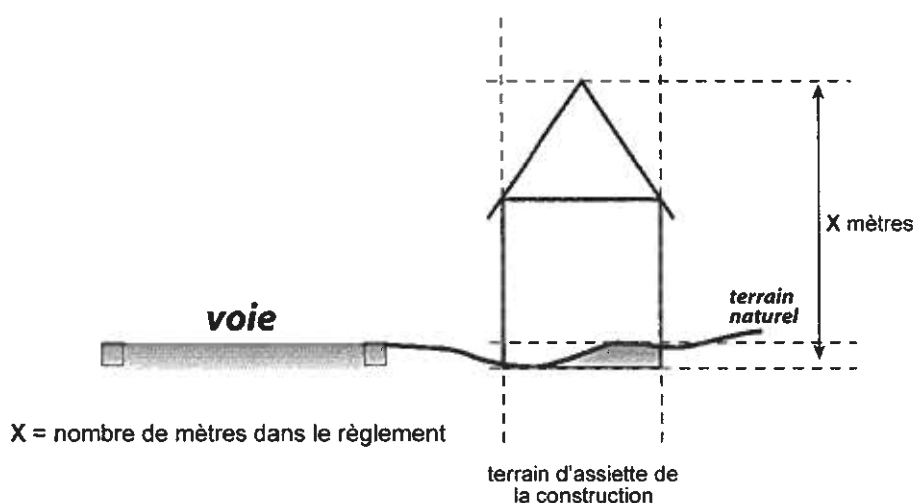 X mètres
terrain
naturel
voie
X = nombre de mètres dans le règlement
terrain d'assiette de
la construction